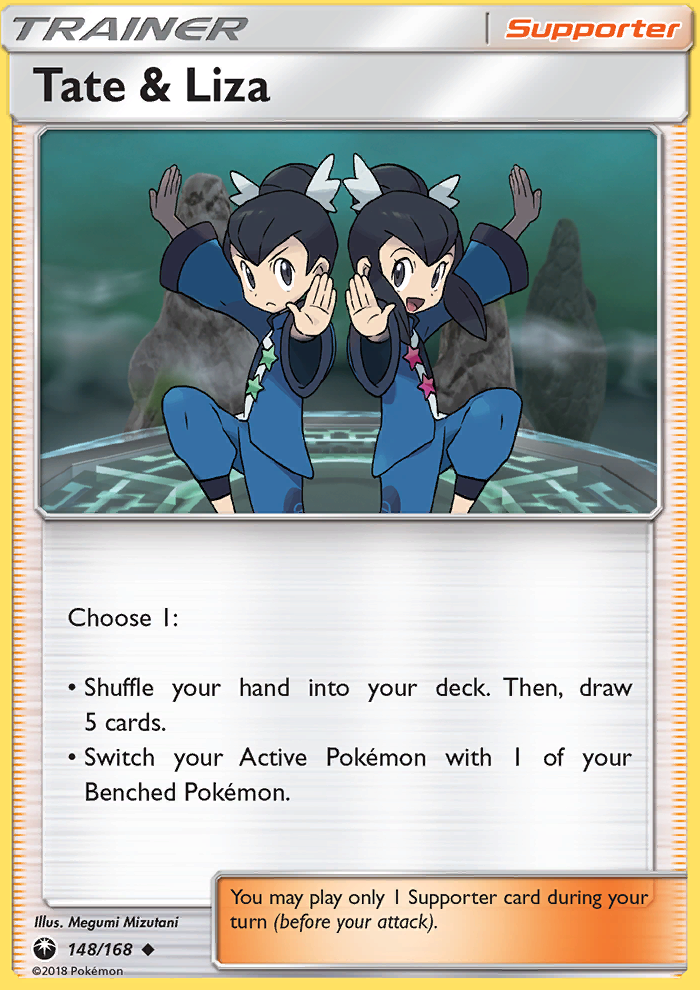 TRAINER
Supporter
Tate & Liza
Choose 1:
• Shuffle your hand into your deck. Then, draw
5 cards.
• Switch your Active Pokémon with 1 of your
Benched Pokémon.
You may play only 1 Supporter card during your
turn (before your attack).
Illus. Megumi Mizutani
148/168 ◆
©2018 Pokémon